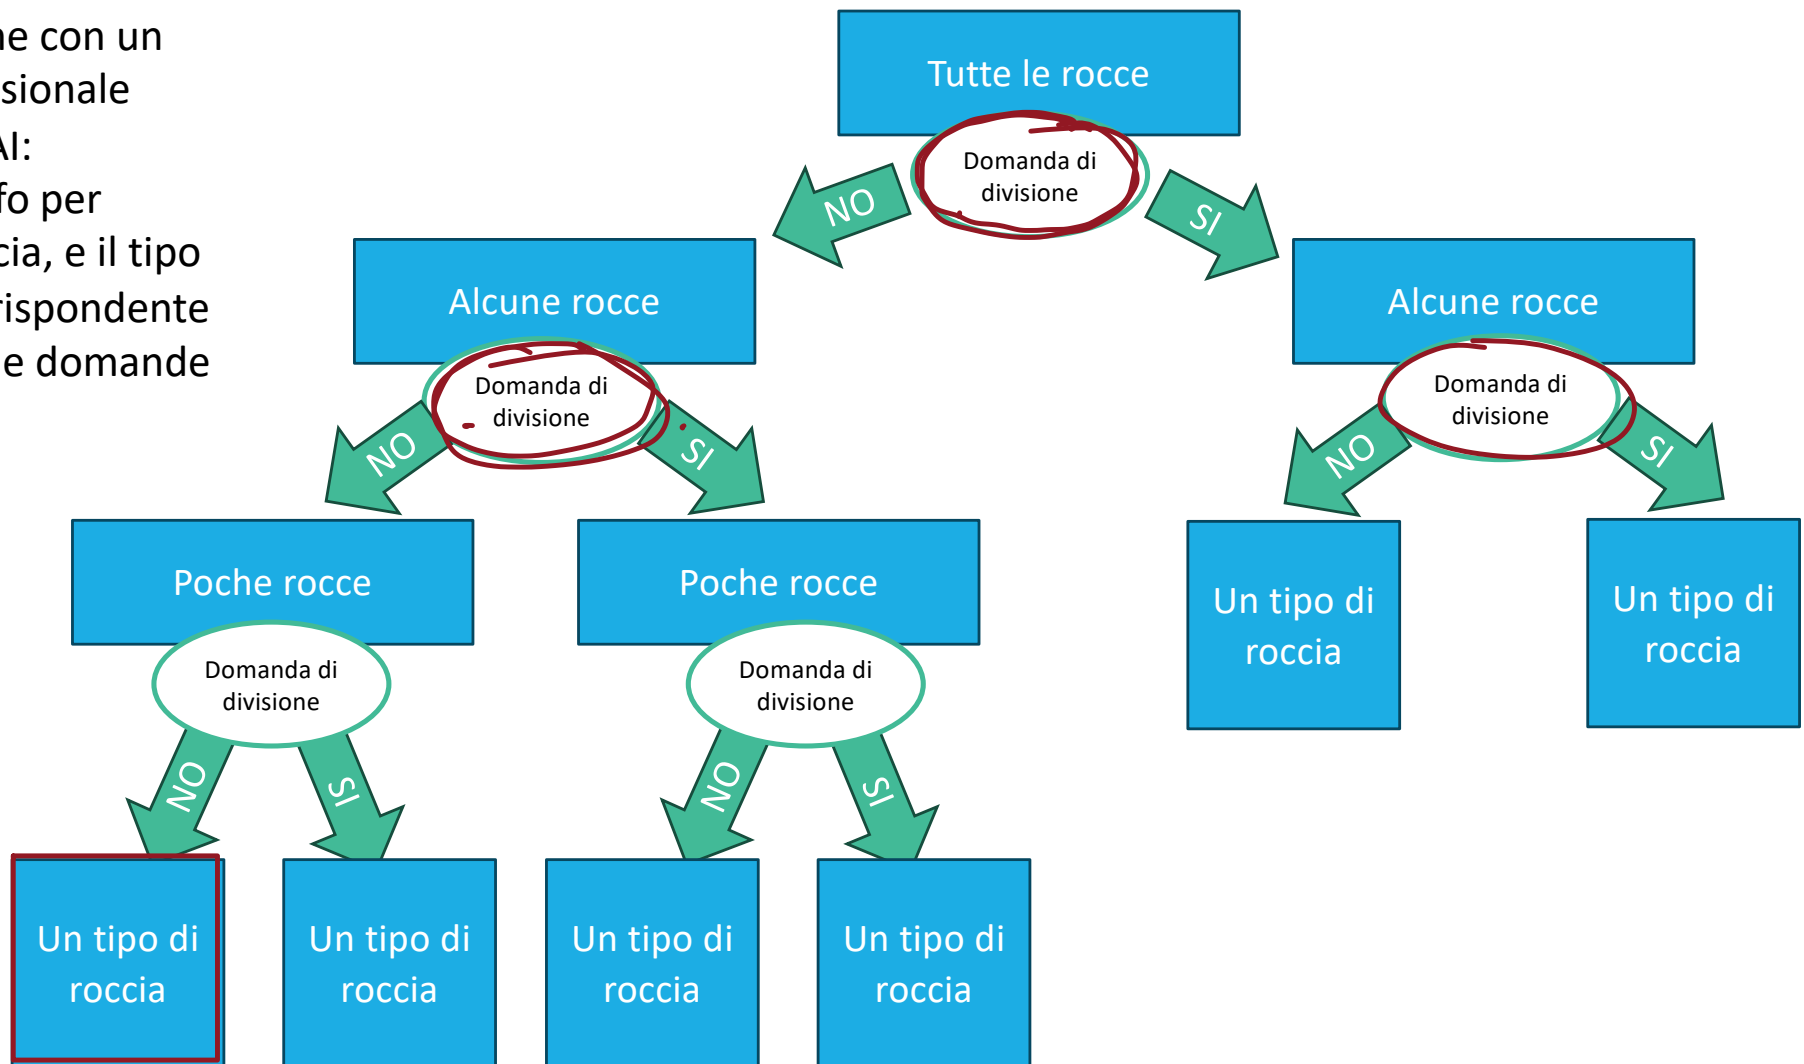 ne con un
sionale
AI:
fo per
cia, e il tipo
rispondente
e domande
Tutte le rocce
Domanda di
divisione
NO
SI
Alcune rocce
Domanda di
divisione
NO
SI
Alcune rocce
Domanda di
divisione
NO
SI
Poche rocce
Domanda di
divisione
NO
SI
Poche rocce
Domanda di
divisione
NO
SI
Un tipo di
roccia
Un tipo di
roccia
Un tipo di
roccia
Un tipo di
roccia
Un tipo di
roccia
Un tipo di
roccia